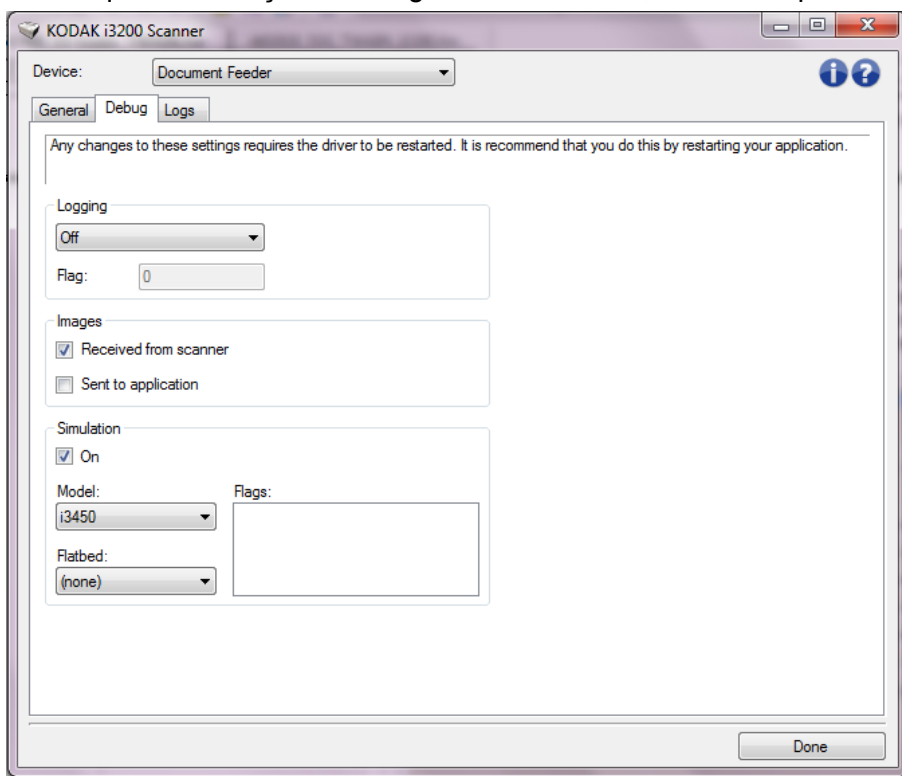 KODAK i3200 Scanner
Device: Document Feeder
General Debug Logs
Any changes to these settings requires the driver to be restarted. It is recommend that you do this by restarting your application.
Logging
Off
Flag: 0
Images
Received from scanner
Sent to application
Simulation
On
Model: Flags:
i3450
Flatbed:
(none)
Done